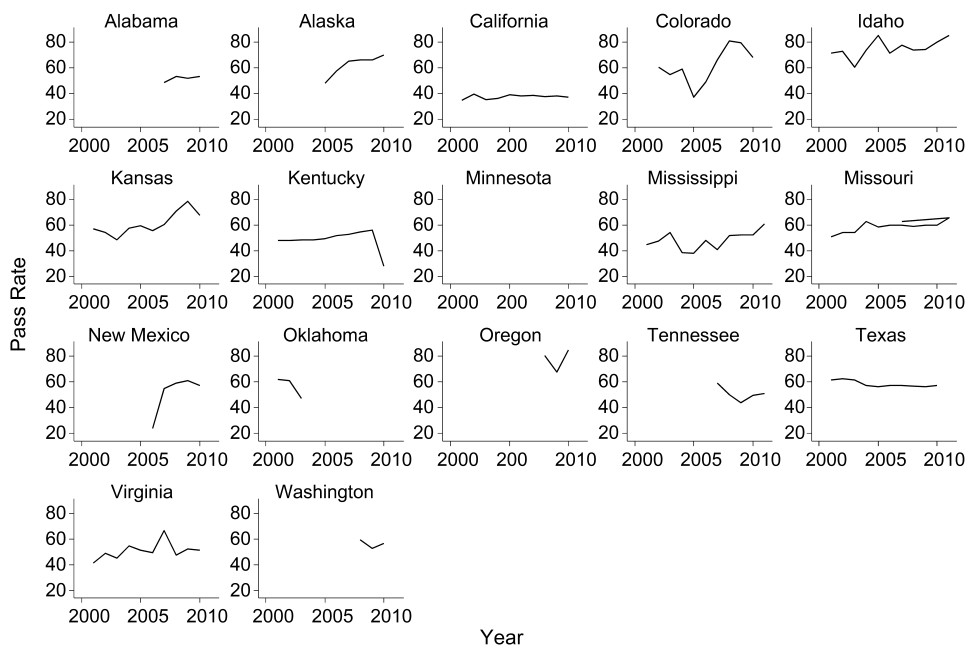 Alabama Alaska California Colorado Idaho
80 80 80 80 80
60 60 60 60 60
40 40 40 40 40
20 20 20 20 20
2000 2005 2010 2000 2005 2010 2000 200 2010 2000 2005 2010 2000 2005 2010
Kansas Kentucky Minnesota Mississippi Missouri
80 80 80 80 80
60 60 60 60 60
40 40 40 40 40
20 20 20 20 20
2000 2005 2010 2000 2005 2010 2000 200 2010 2000 2005 2010 2000 2005 2010
Pass Rate
New Mexico Oklahoma Oregon Tennessee Texas
80 80 80 80 80
60 60 60 60 60
40 40 40 40 40
20 20 20 20 20
2000 2005 2010 2000 2005 2010 2000 200 2010 2000 2005 2010 2000 2005 2010
Virginia Washington
80 80
60 60
40 40
20 20
2000 2005 2010 2000 2005 2010
Year